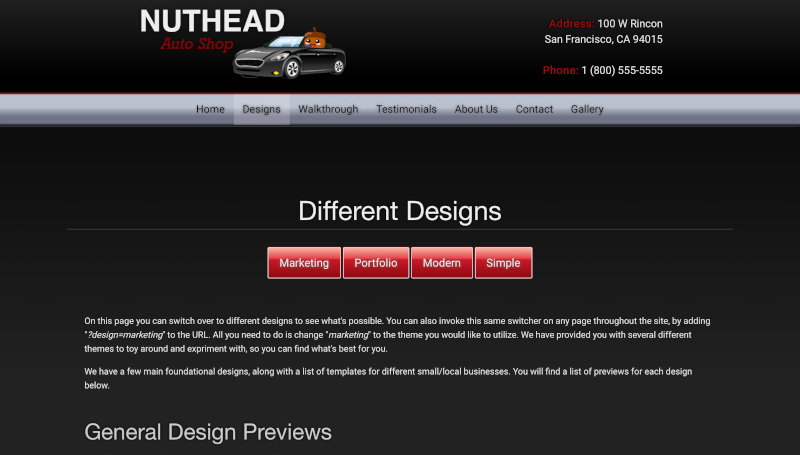 NUTHEAD
Auto Shop
Address: 100 W Rincon
San Francisco, CA 94015
Phone: 1 (800) 555-5555
Home Designs Walkthrough Testimonials About Us Contact Gallery
Different Designs
Marketing Portfolio Modern Simple
On this page you can switch over to different designs to see what's possible. You can also invoke this same switcher on any page throughout the site, by adding
"?design=marketing" to the URL. All you need to do is change "marketing" to the theme you would like to utilize. We have provided you with several different
themes to toy around and expriment with, so you can find what's best for you.
We have a few main foundational designs, along with a list of templates for different small/local businesses. You will find a list of previews for each design
below.
General Design Previews